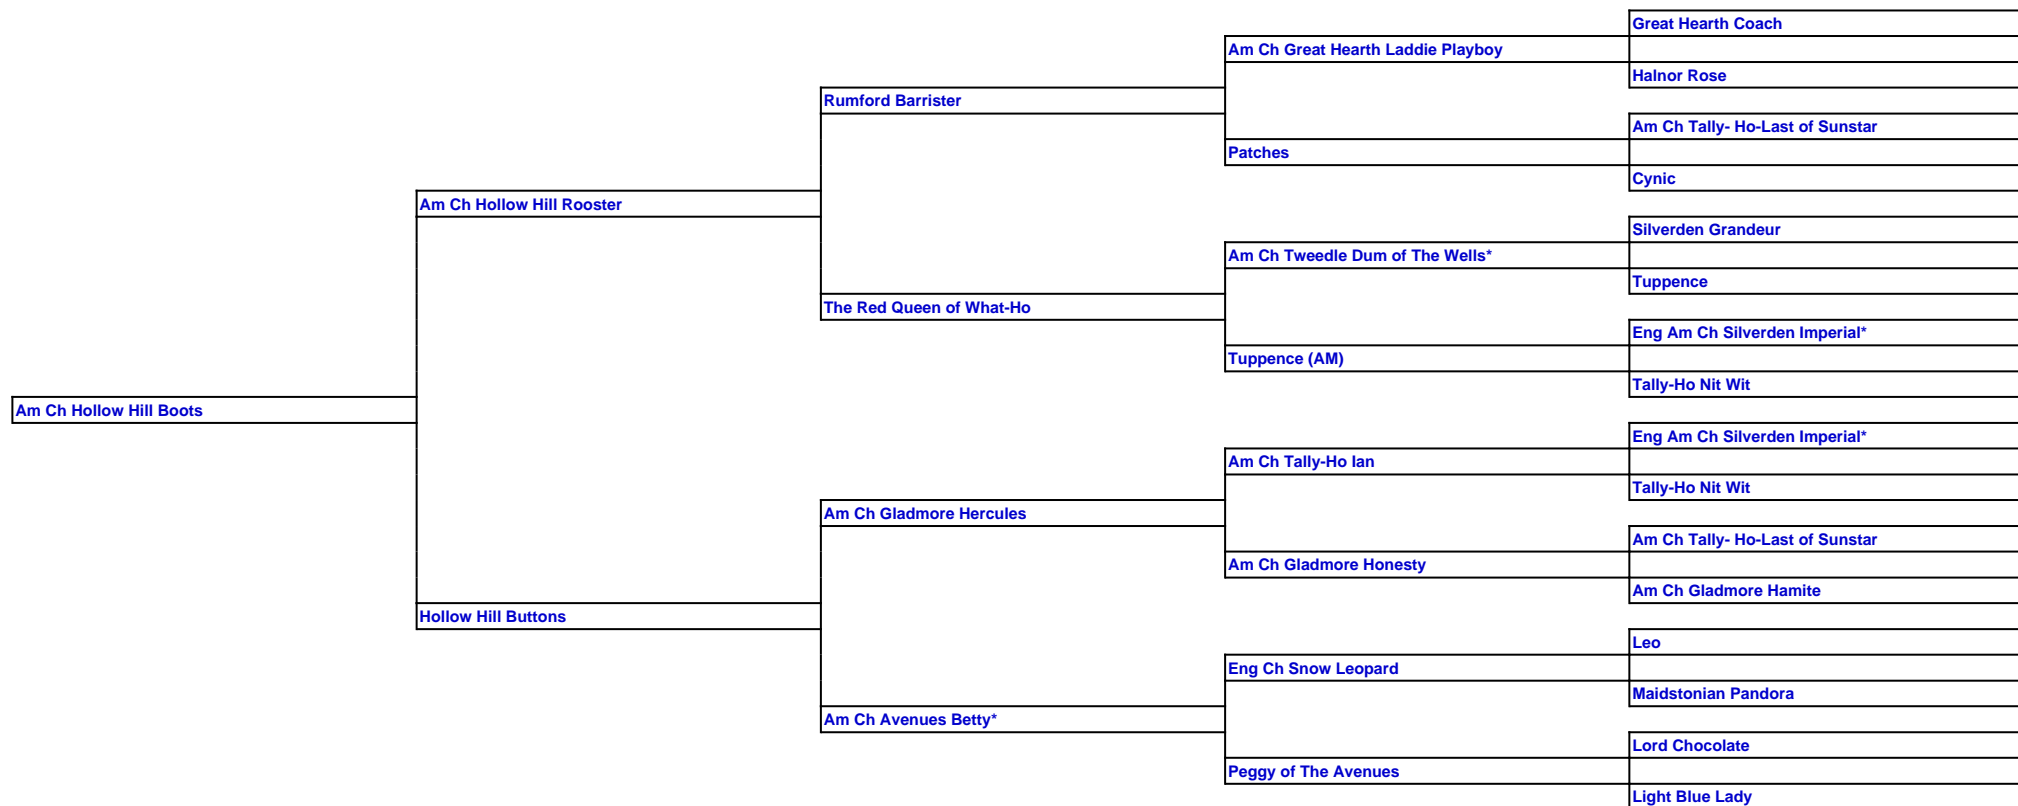 Great Hearth Coach
Am Ch Great Hearth Laddie Playboy
Halnor Rose
Rumford Barrister
Am Ch Tally- Ho-Last of Sunstar
Patches
Cynic
Am Ch Hollow Hill Rooster
Silverden Grandeur
Am Ch Tweedle Dum of The Wells*
Tuppence
The Red Queen of What-Ho
Eng Am Ch Silverden Imperial*
Tuppence (AM)
Tally-Ho Nit Wit
Am Ch Hollow Hill Boots
Eng Am Ch Silverden Imperial*
Am Ch Tally-Ho Ian
Tally-Ho Nit Wit
Am Ch Gladmore Hercules
Am Ch Tally- Ho-Last of Sunstar
Am Ch Gladmore Honesty
Am Ch Gladmore Hamite
Hollow Hill Buttons
Leo
Eng Ch Snow Leopard
Maidstonian Pandora
Am Ch Avenues Betty*
Lord Chocolate
Peggy of The Avenues
Light Blue Lady